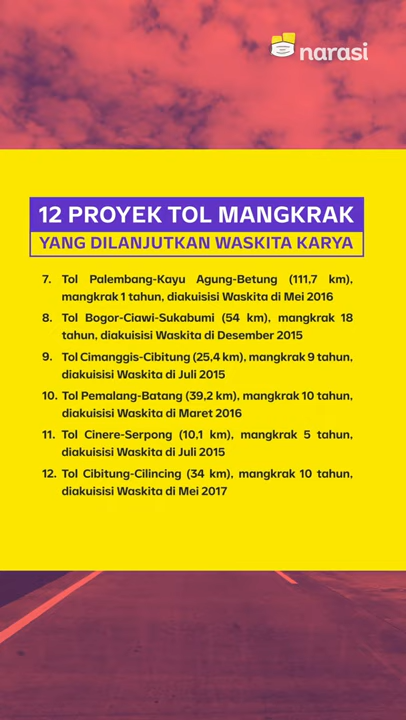 narasi
12 PROYEK TOL MANGKRAK
YANG DILANJUTKAN WASKITA KARYA
7. Tol Palembang-Kayu Agung-Betung (111,7 km),
mangkrak 1 tahun, diakuisisi Waskita di Mei 2016
8. Tol Bogor-Ciawi-Sukabumi (54 km), mangkrak 18
tahun, diakuisisi Waskita di Desember 2015
9. Tol Cimanggis-Cibitung (25,4 km), mangkrak 9 tahun,
diakuisisi Waskita di Juli 2015
10. Tol Pemalang-Batang (39,2 km), mangkrak 10 tahun,
diakuisisi Waskita di Maret 2016
11. Tol Cinere-Serpong (10,1 km), mangkrak 5 tahun,
diakuisisi Waskita di Juli 2015
12. Tol Cibitung-Cilincing (34 km), mangkrak 10 tahun,
diakuisisi Waskita di Mei 2017